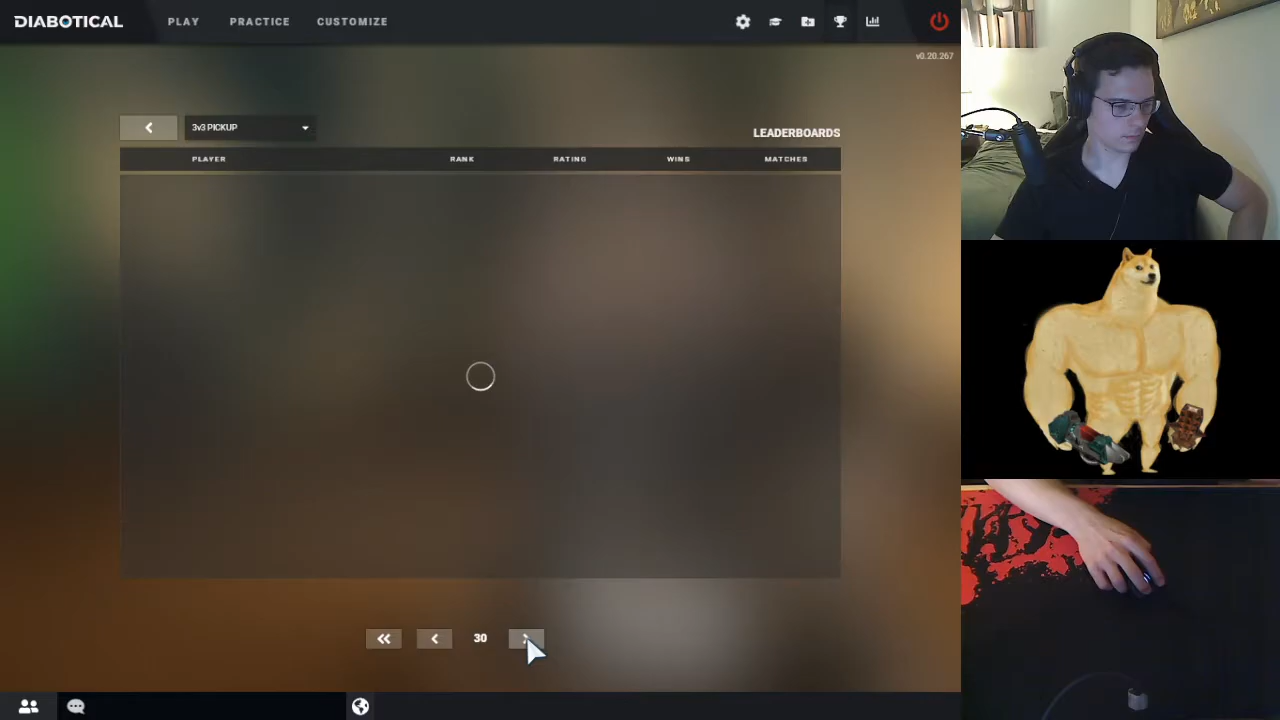 DIABOTICAL PLAY PRACTICE CUSTOMIZE
v0.20.267
3v3 PICKUP
LEADERBOARDS
PLAYER RANK RATING WINS MATCHES
30